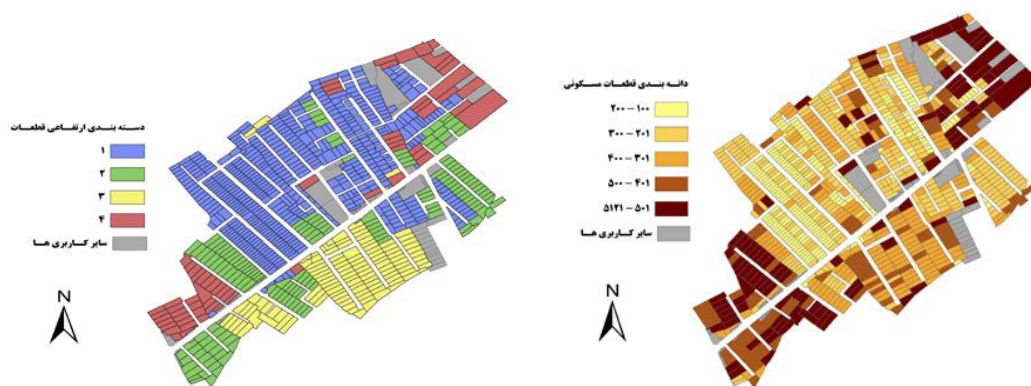 دسته بندی ارتفاعی قطعات
۱
۲
۳
۴
سایر کاربری ها
N
دانه بندی قطعات مسکونی
۲۰۰ - ۱۰۰
۳۰۰ - ۲۰۱
۴۰۰ - ۳۰۱
۵۰۰ - ۴۰۱
۵۱۲۱ - ۵۰۱
سایر کاربری ها
N